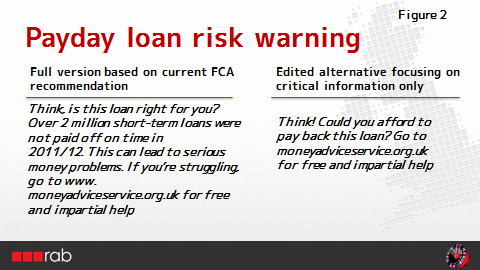 Figure 2
Payday loan risk warning
Full version based on current FCA
recommendation
Think, is this loan right for you?
Over 2 million short-term loans were
not paid off on time in
2011/12. This can lead to serious
money problems. If you're struggling,
go to www.
moneyadviceservice.org.uk for free
and impartial help
Edited alternative focusing on
critical information only
Think! Could you afford to
pay back this loan? Go to
moneyadviceservice.org.uk
for free and impartial help
rab